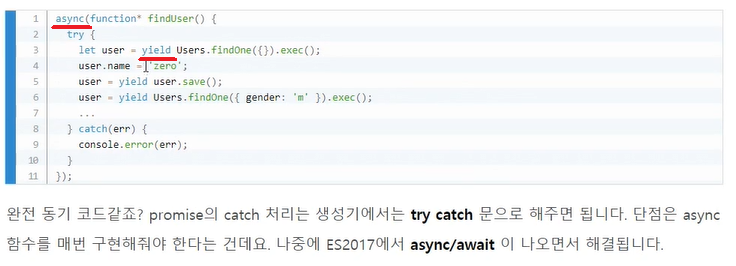 1 async(function* findUser() {
2 try {
3 let user = yield Users.findOne({}).exec();
4 user.name = 'zero';
5 user = yield user.save();
6 user = yield Users.findOne({ gender: 'm' }).exec();
7 ...
8 } catch(err) {
9 console.error(err);
10 }
11 });
완전 동기 코드같죠? promise의 catch 처리는 생성기에서는 try catch 문으로 해주면 됩니다. 단점은 async
함수를 매번 구현해줘야 한다는 건데요. 나중에 ES2017에서 async/await 이 나오면서 해결됩니다.